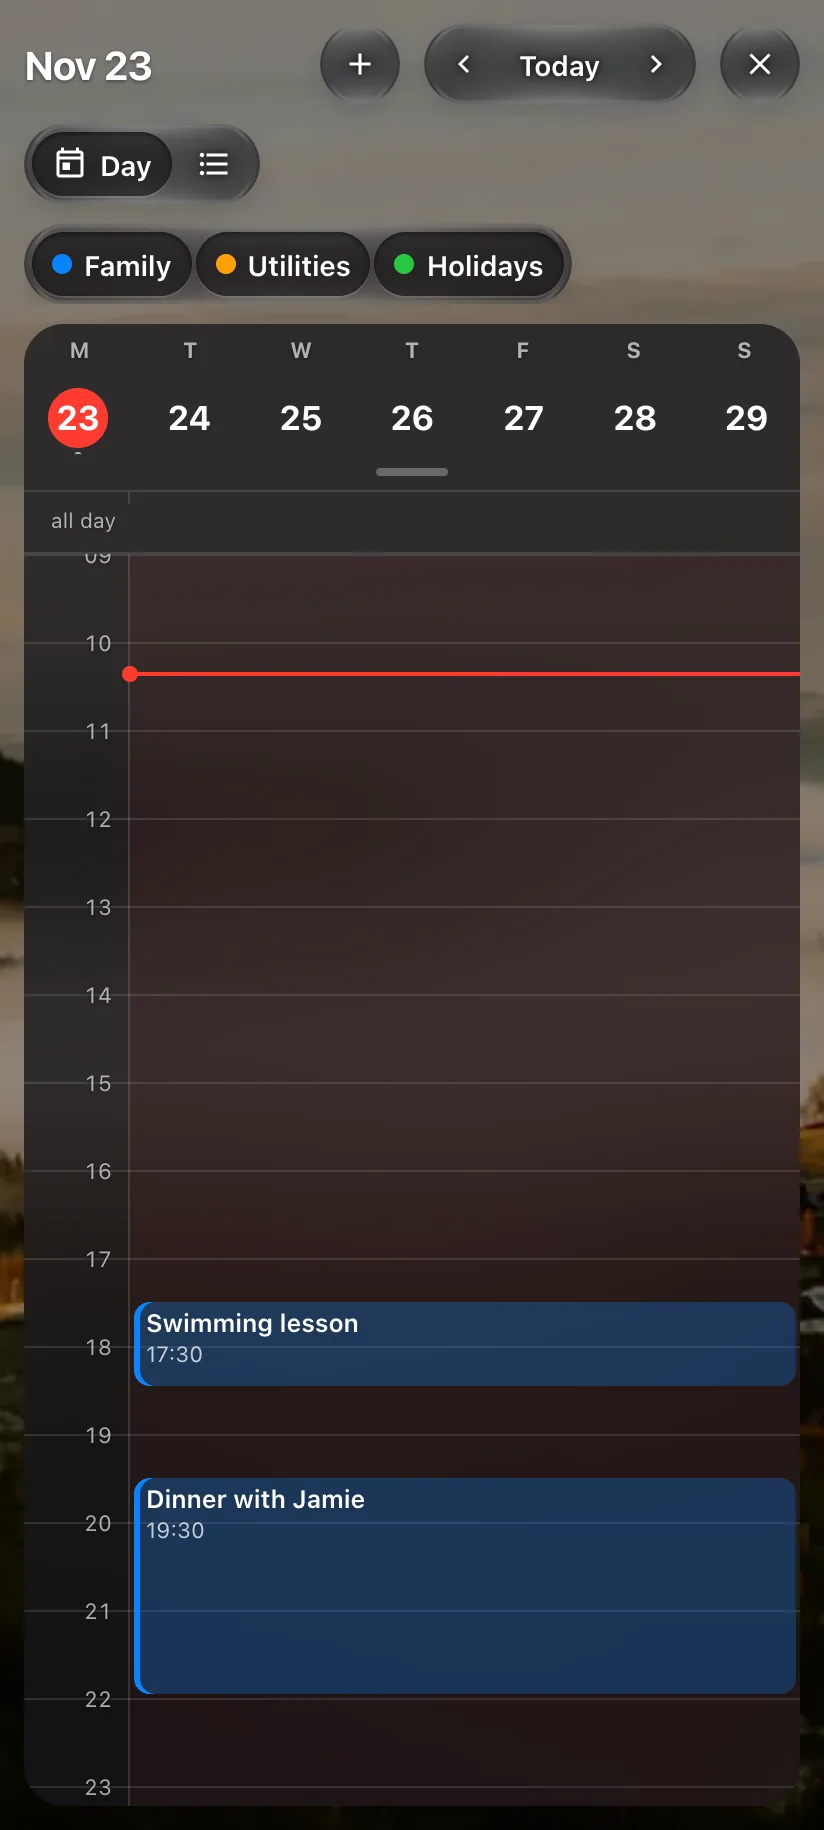 Nov 23
Today
Day
Family
Utilities
Holidays
M T W T F S S
23 24 25 26 27 28 29
all day
09
10
11
12
13
14
15
16
17
Swimming lesson
18
17:30
19
Dinner with Jamie
20
19:30
21
22
23